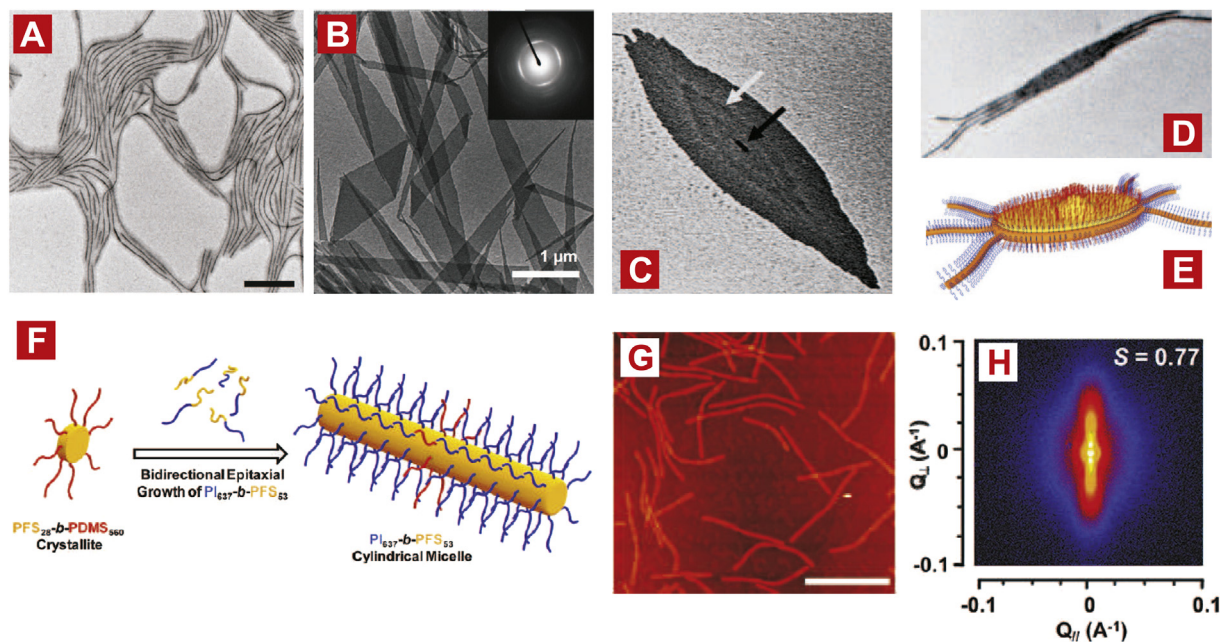 A
B
1 μm
C
D
E
F
Bidirectional Epitaxial
Growth of PI₆₃₇-b-PFS₅₃
PFS₂₈-b-PDMS₅₆₀
Crystallite
PI₆₃₇-b-PFS₅₃
Cylindrical Micelle
G
H
S = 0.77
0.1
0
-0.1
Q⊥ (A⁻¹)
-0.1
0
0.1
Q// (A⁻¹)